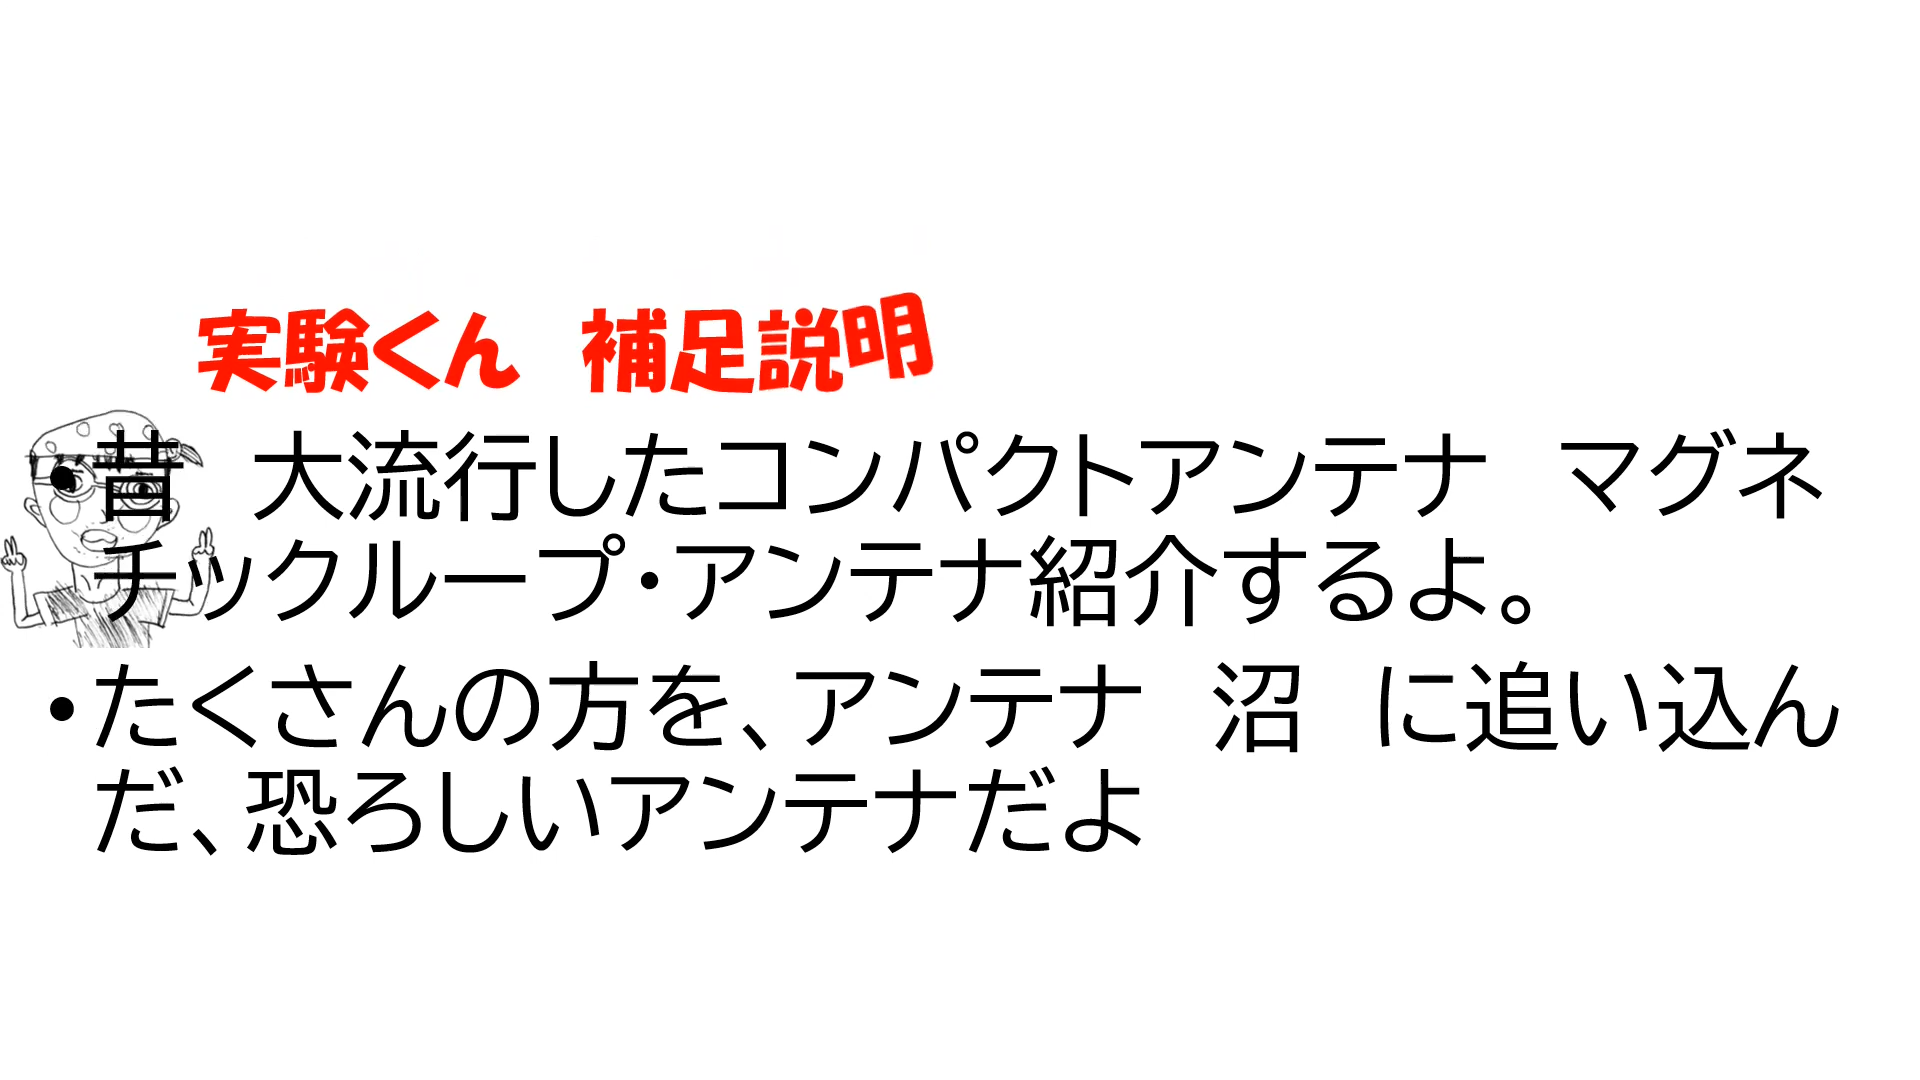 実験くん　補足説明
•昔　大流行したコンパクトアンテナ　マグネ
チックループ・アンテナ紹介するよ。
•たくさんの方を、アンテナ　沼　に追い込ん
だ、恐ろしいアンテナだよ